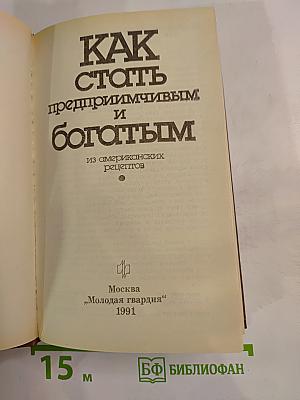 КАК
стать
предприимчивым
и
богатым
из американских
рецептов
Москва
„Молодая гвардия"
1991
15 м
БФ БИБЛИОФАН